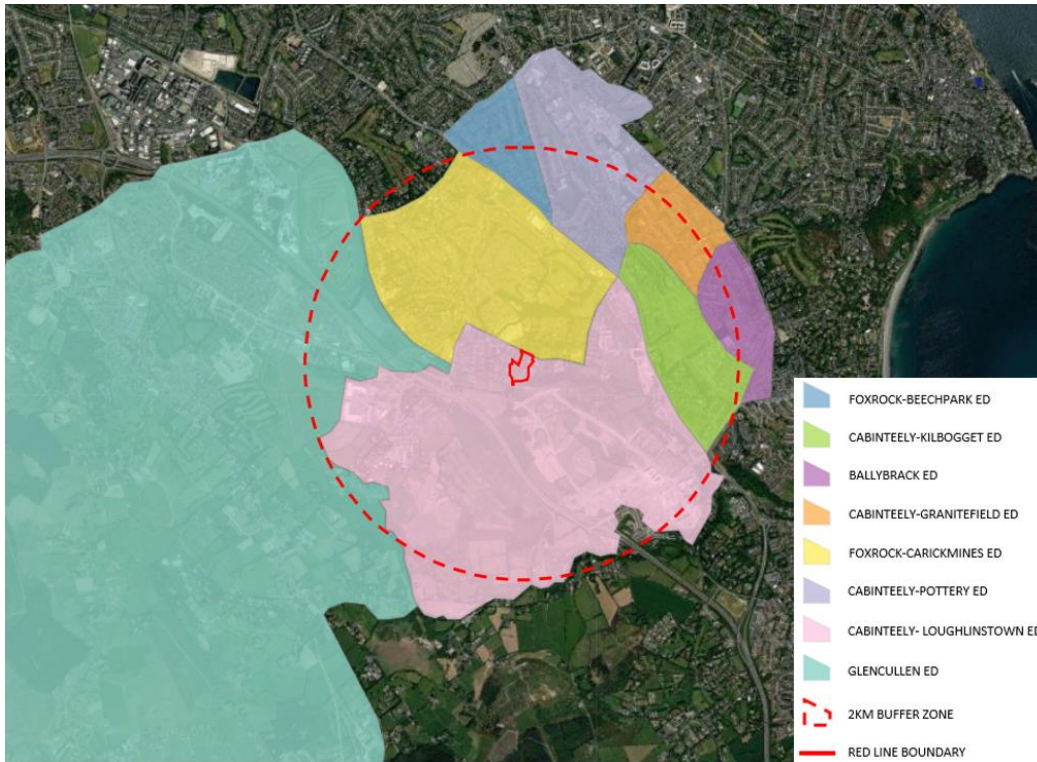 FOXROCK-BEECHPARK ED
CABINTEELY-KILBOGGET ED
BALLYBRACK ED
CABINTEELY-GRANITEFIELD ED
FOXROCK-CARICKMINES ED
CABINTEELY-POTTERY ED
CABINTEELY- LOUGHLINSTOWN ED
GLENCULLEN ED
2KM BUFFER ZONE
RED LINE BOUNDARY